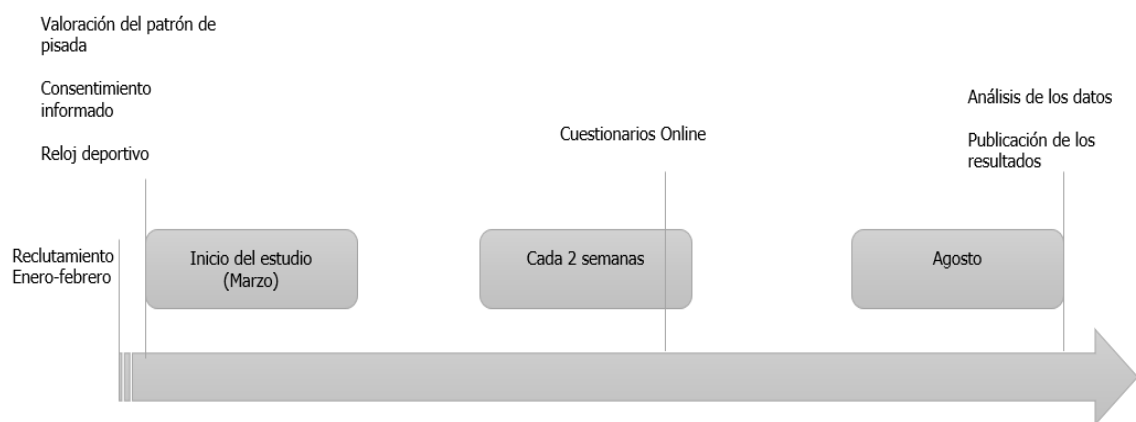 Valoración del patrón de
pisada
Consentimiento
informado
Reloj deportivo
Reclutamiento
Enero-febrero
Inicio del estudio
(Marzo)
Cuestionarios Online
Cada 2 semanas
Análisis de los datos
Publicación de los
resultados
Agosto